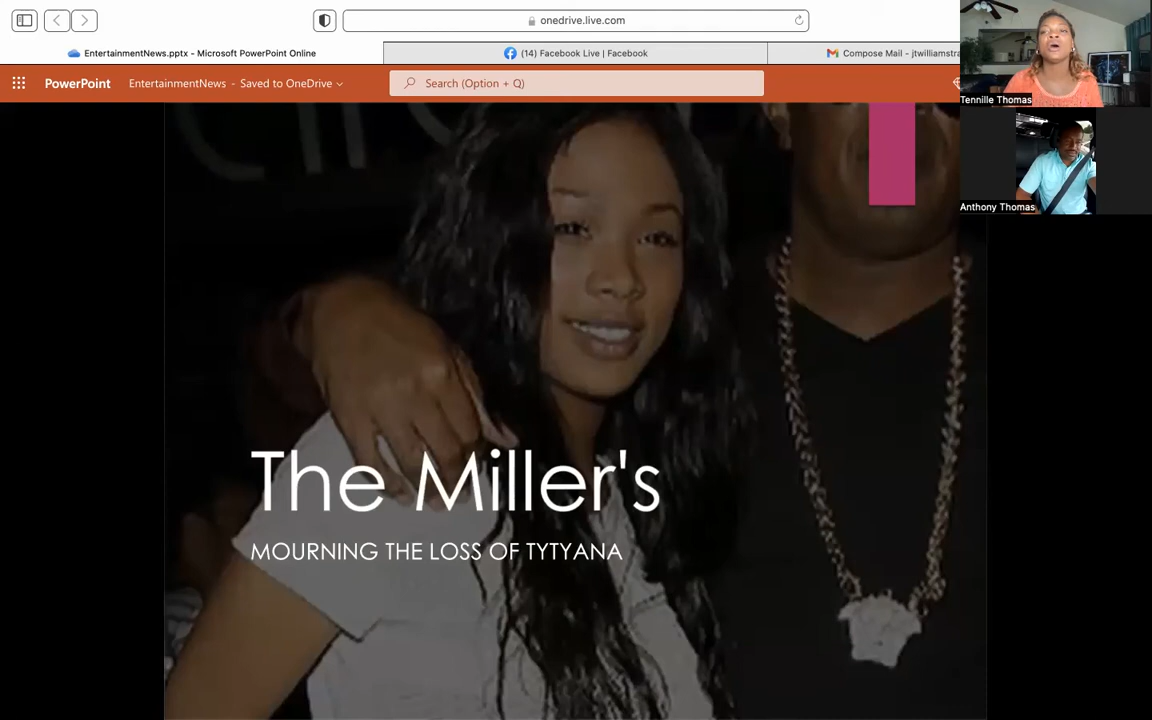 onedrive.live.com
EntertainmentNews.pptx - Microsoft PowerPoint Online
(14) Facebook Live | Facebook
Compose Mail - jtwilliamstra
PowerPoint
EntertainmentNews - Saved to OneDrive
Search (Option + Q)
Tennille Thomas
Anthony Thomas
The Miller's
MOURNING THE LOSS OF TYTYANA